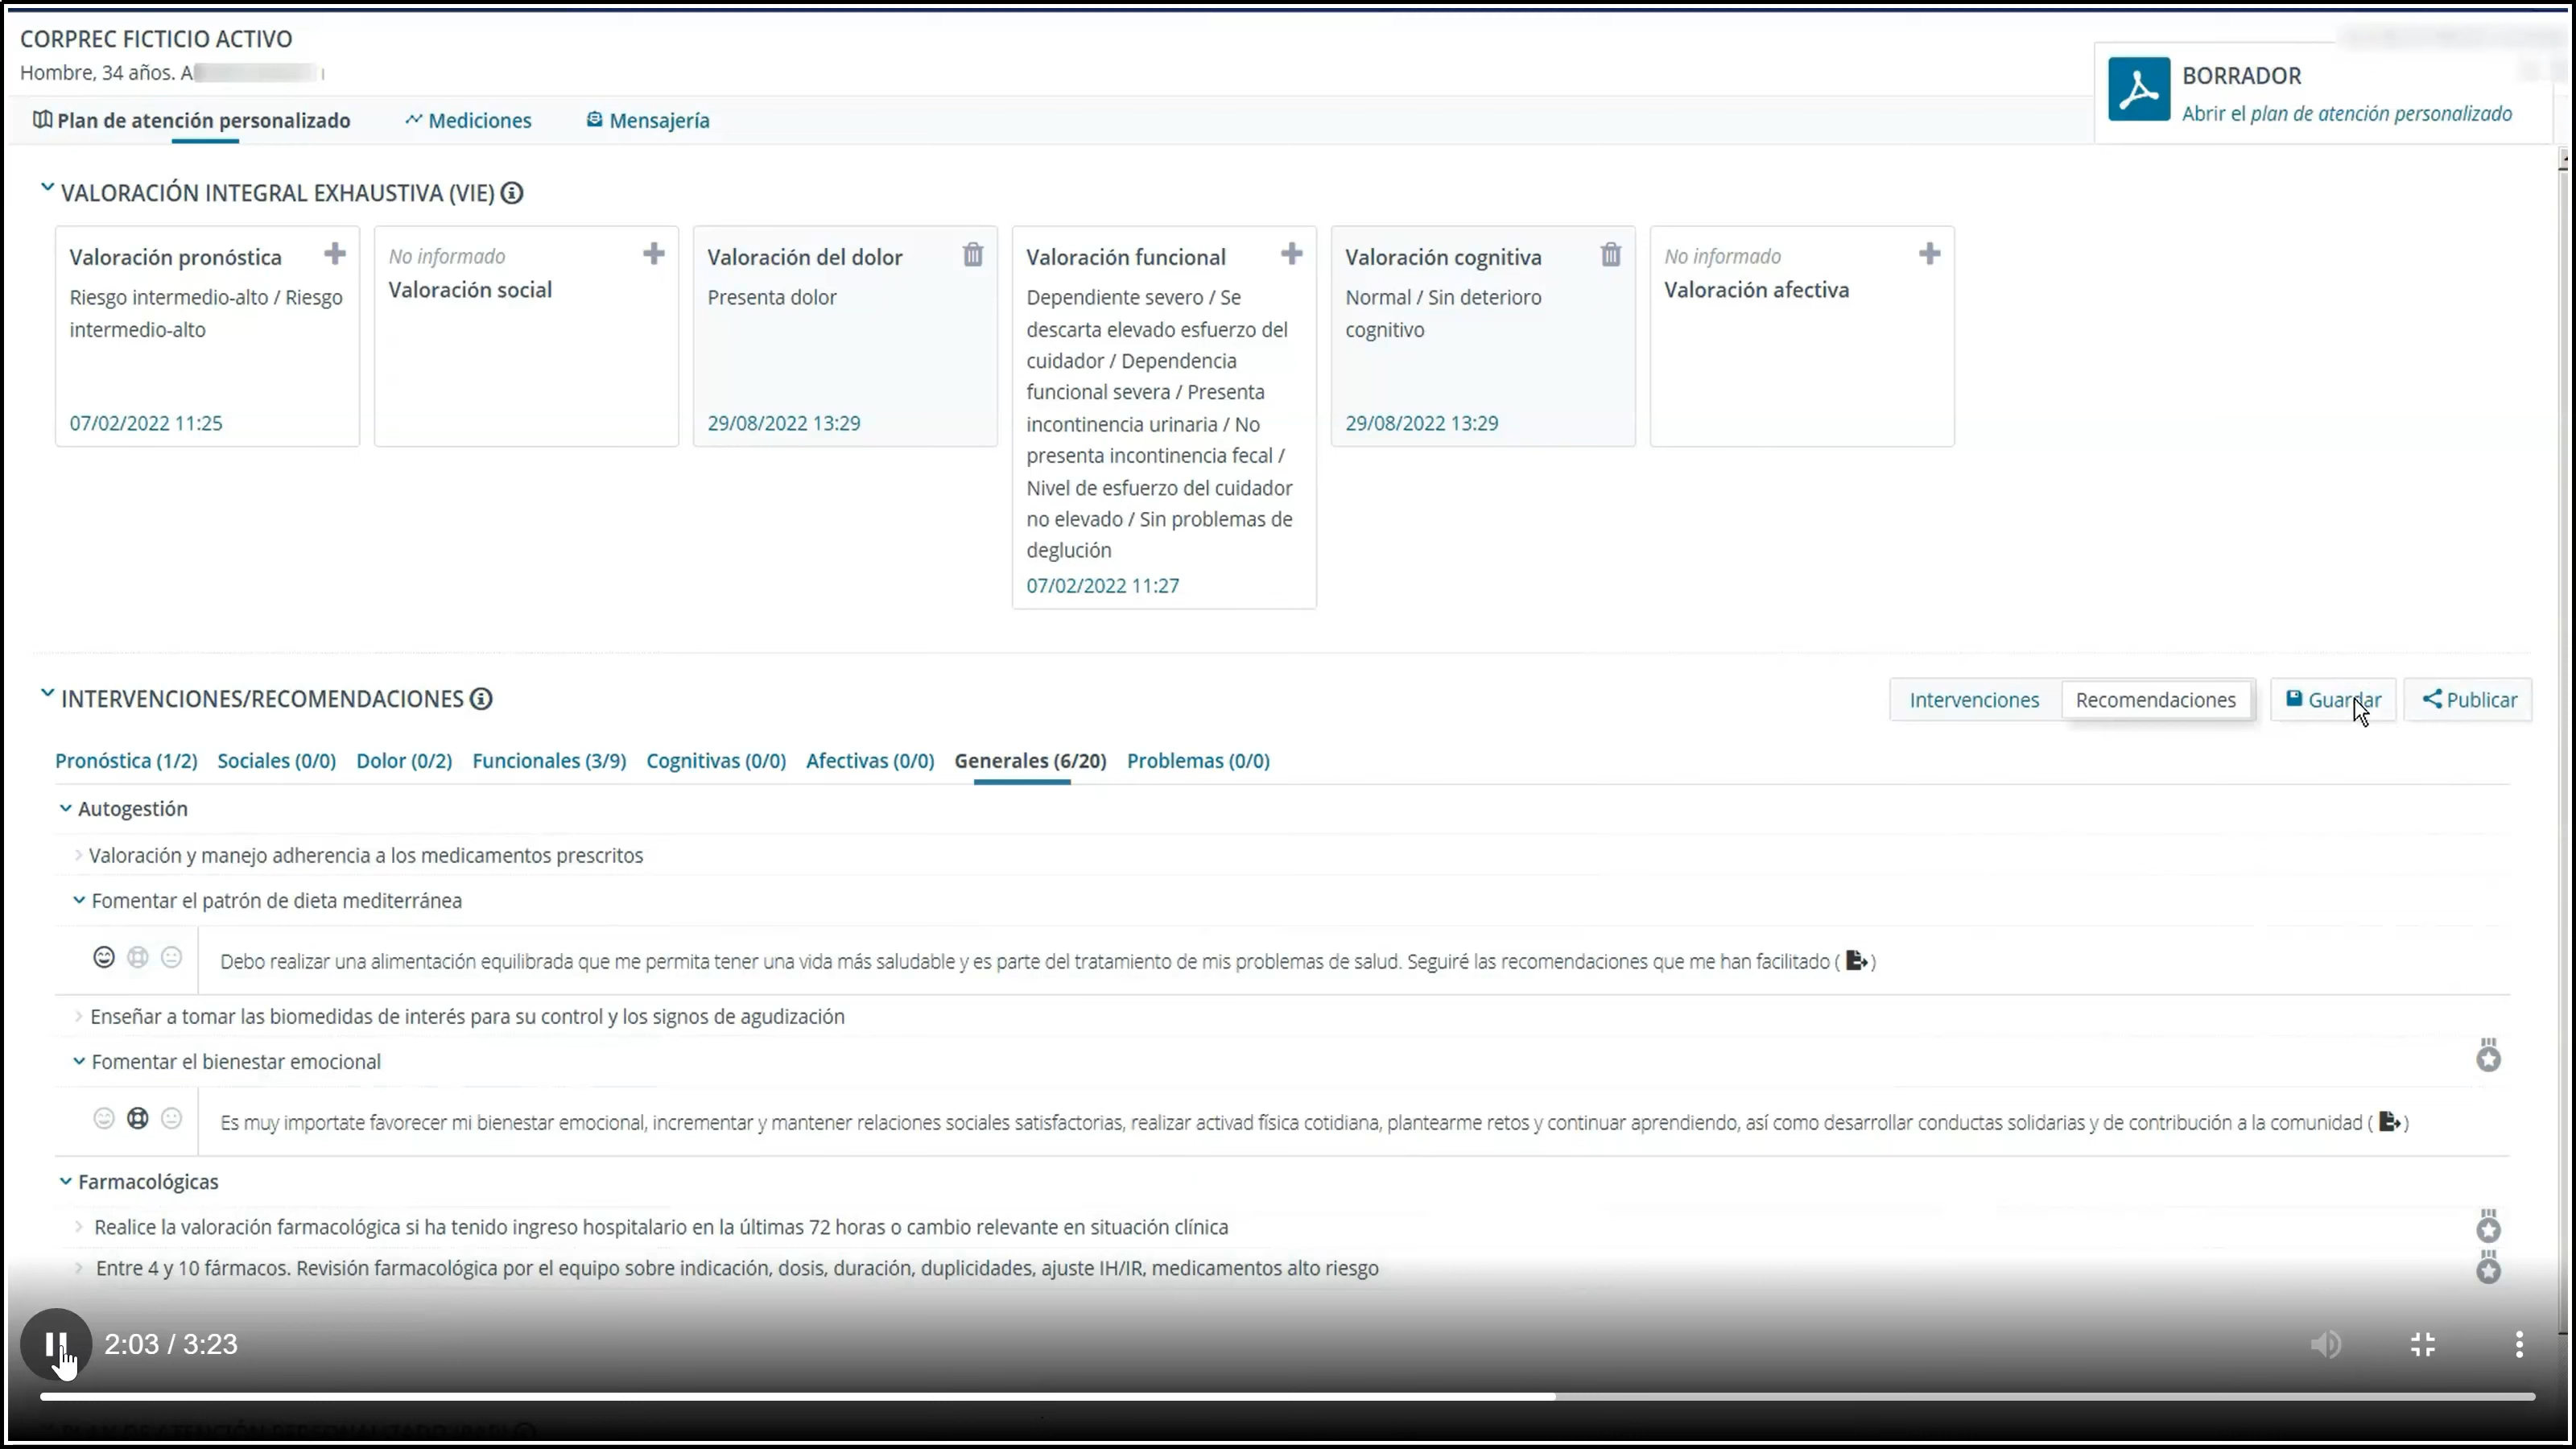 CORPREC FICTICIO ACTIVO
Hombre, 34 años. A
BORRADOR
Abrir el plan de atención personalizado
Plan de atención personalizado
Mediciones
Mensajería
VALORACIÓN INTEGRAL EXHAUSTIVA (VIE)
Valoración pronóstica
Riesgo intermedio-alto / Riesgo
intermedio-alto
07/02/2022 11:25
No informado
Valoración social
Valoración del dolor
Presenta dolor
29/08/2022 13:29
Valoración funcional
Dependiente severo / Se
descarta elevado esfuerzo del
cuidador / Dependencia
funcional severa / Presenta
incontinencia urinaria / No
presenta incontinencia fecal /
Nivel de esfuerzo del cuidador
no elevado / Sin problemas de
deglución
07/02/2022 11:27
Valoración cognitiva
Normal / Sin deterioro
cognitivo
29/08/2022 13:29
No informado
Valoración afectiva
INTERVENCIONES/RECOMENDACIONES
Intervenciones
Recomendaciones
Guardar
Publicar
Pronóstica (1/2)
Sociales (0/0)
Dolor (0/2)
Funcionales (3/9)
Cognitivas (0/0)
Afectivas (0/0)
Generales (6/20)
Problemas (0/0)
Autogestión
Valoración y manejo adherencia a los medicamentos prescritos
Fomentar el patrón de dieta mediterránea
Debo realizar una alimentación equilibrada que me permita tener una vida más saludable y es parte del tratamiento de mis problemas de salud. Seguiré las recomendaciones que me han facilitado ( )
Enseñar a tomar las biomedidas de interés para su control y los signos de agudización
Fomentar el bienestar emocional
Es muy importate favorecer mi bienestar emocional, incrementar y mantener relaciones sociales satisfactorias, realizar activad física cotidiana, plantearme retos y continuar aprendiendo, así como desarrollar conductas solidarias y de contribución a la comunidad ( )
Farmacológicas
Realice la valoración farmacológica si ha tenido ingreso hospitalario en la últimas 72 horas o cambio relevante en situación clínica
Entre 4 y 10 fármacos. Revisión farmacológica por el equipo sobre indicación, dosis, duración, duplicidades, ajuste IH/IR, medicamentos alto riesgo
2:03 / 3:23